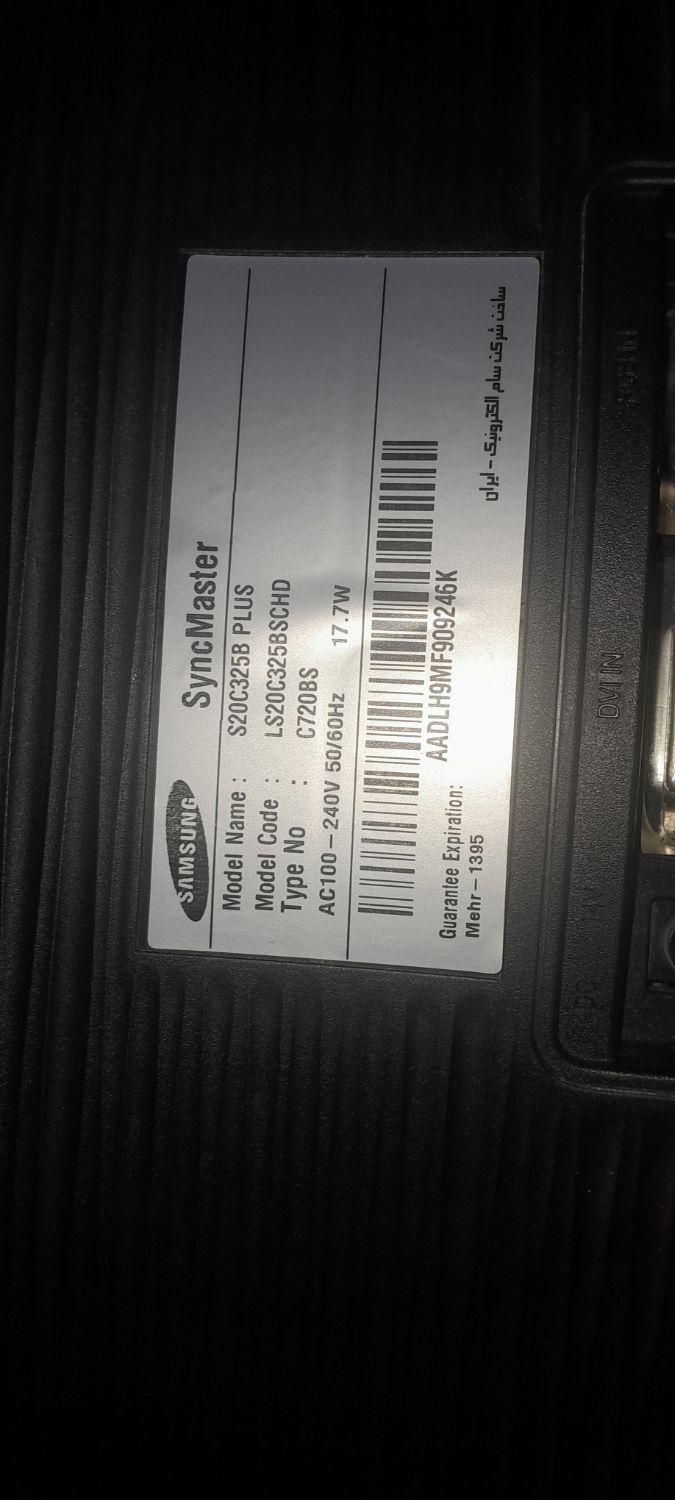 SAMSUNG SyncMaster
Model Name : S20C325B PLUS
Model Code : LS20C325BSCHD
Type No : C720BS
AC100-240V 50/60Hz 17.7W
AADLH9MF909246K
Guarantee Expiration:
Mehr-1395
ساخت شرکت سام الکترونیک - ایران
DVI IN